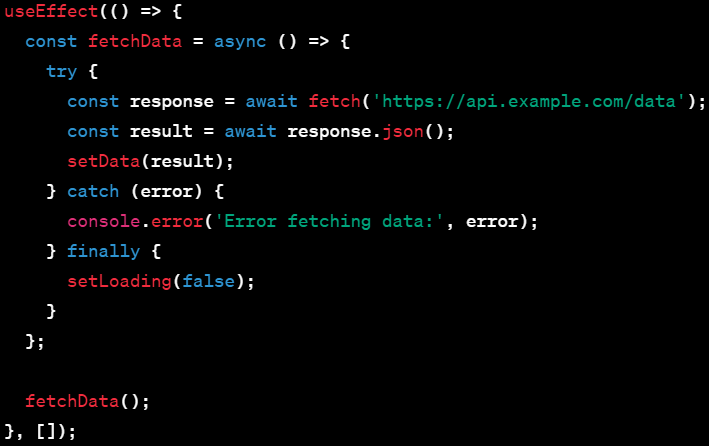 useEffect(() => {
  const fetchData = async () => {
    try {
      const response = await fetch('https://api.example.com/data');
      const result = await response.json();
      setData(result);
    } catch (error) {
      console.error('Error fetching data:', error);
    } finally {
      setLoading(false);
    }
  };

  fetchData();
}, []);